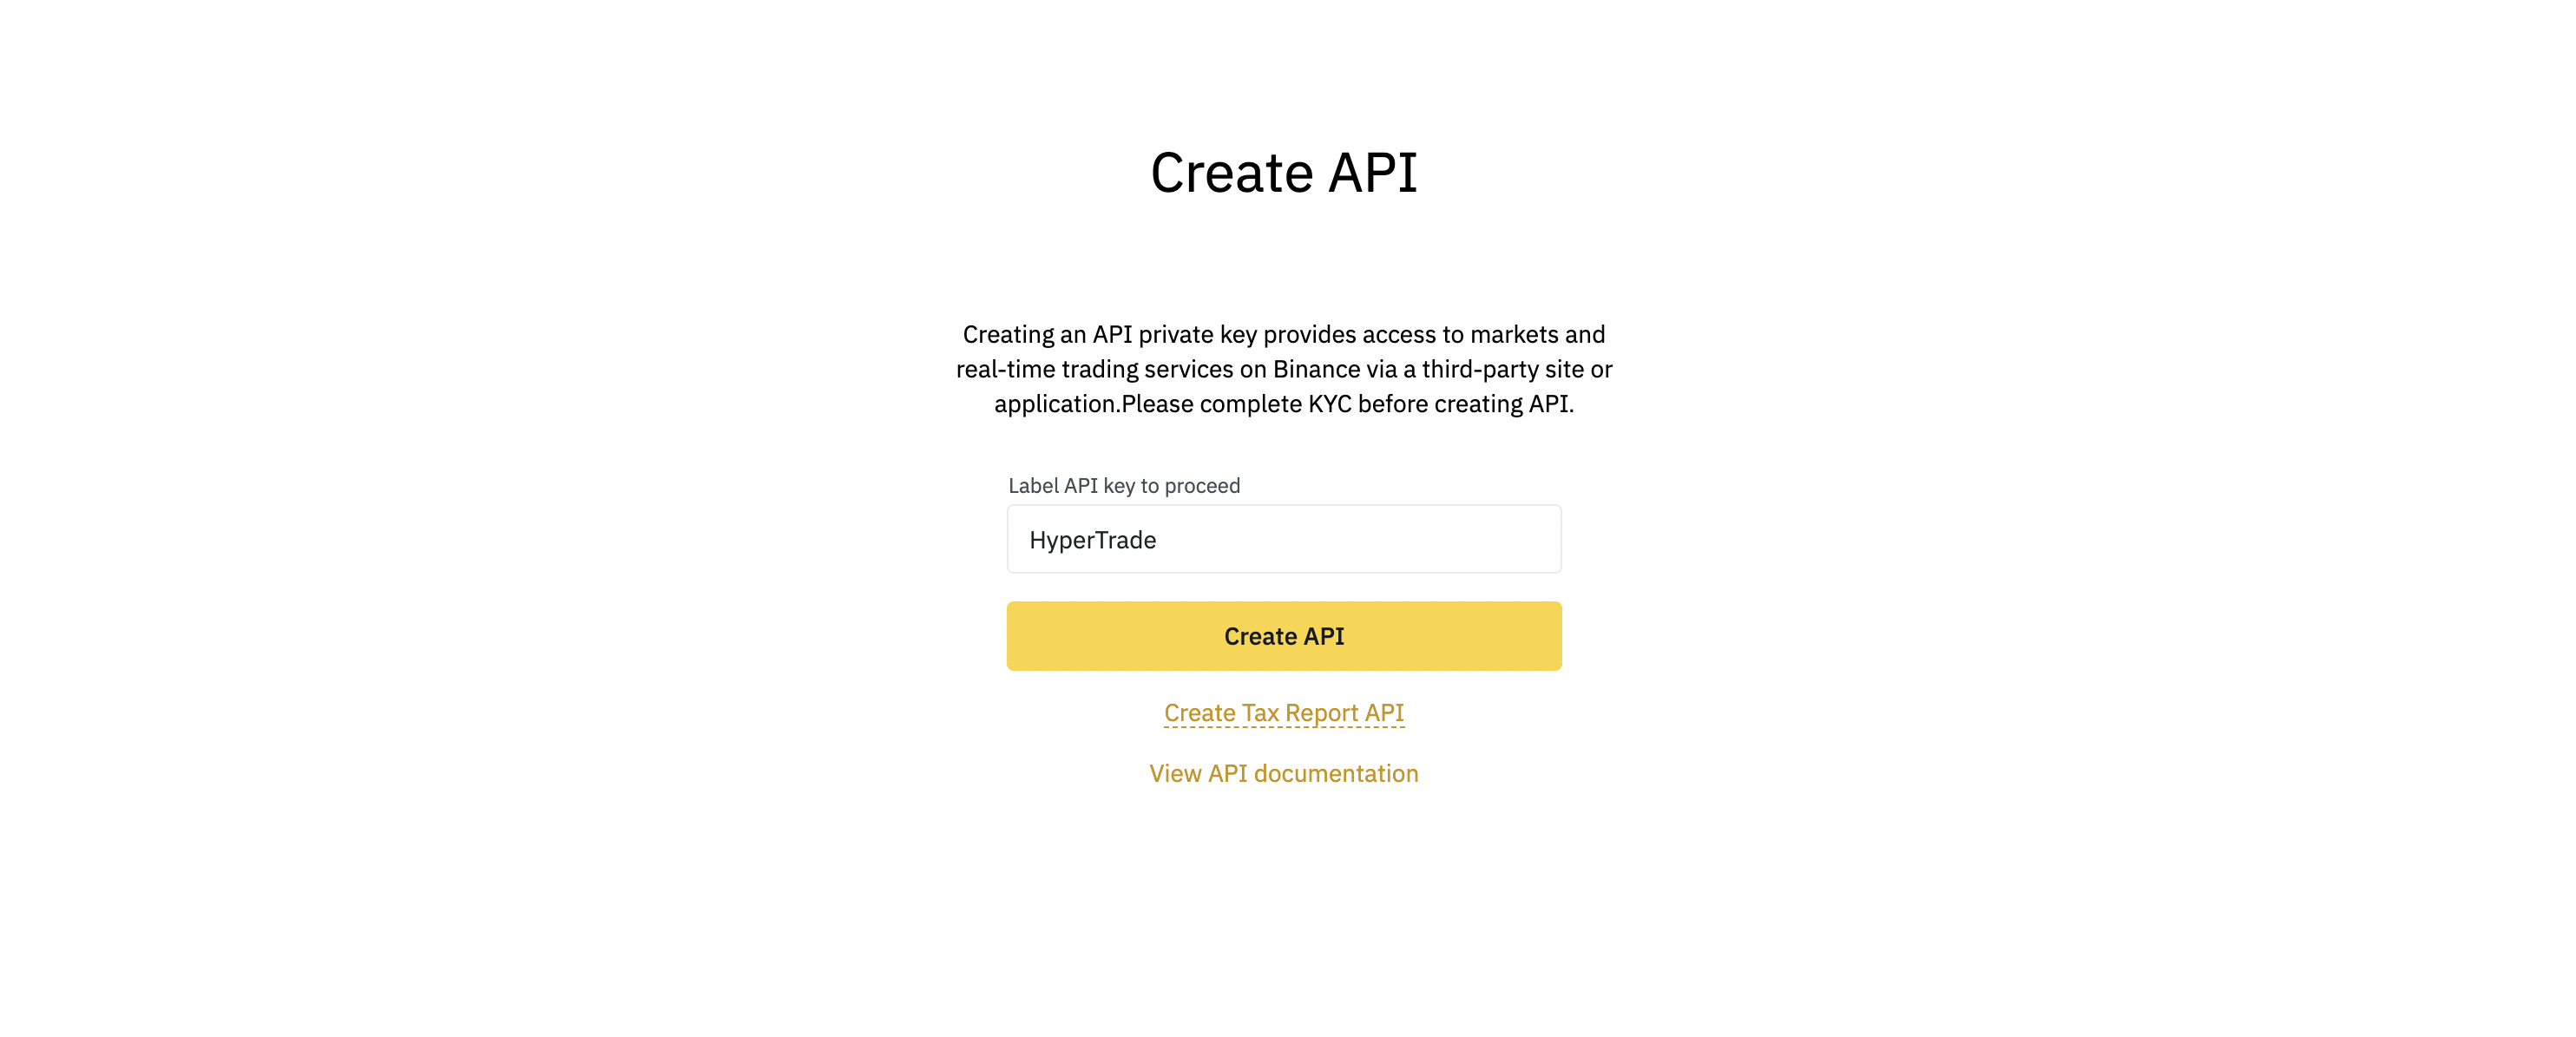 Create API
Creating an API private key provides access to markets and
real-time trading services on Binance via a third-party site or
application.Please complete KYC before creating API.
Label API key to proceed
HyperTrade
Create API
Create Tax Report API
View API documentation